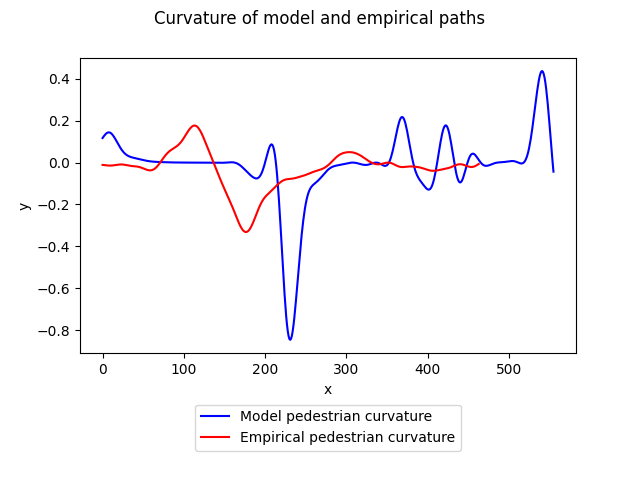 Curvature of model and empirical paths
0.4
0.2
0.0
−0.2
−0.4
−0.6
−0.8
y
0 100 200 300 400 500
x
Model pedestrian curvature
Empirical pedestrian curvature